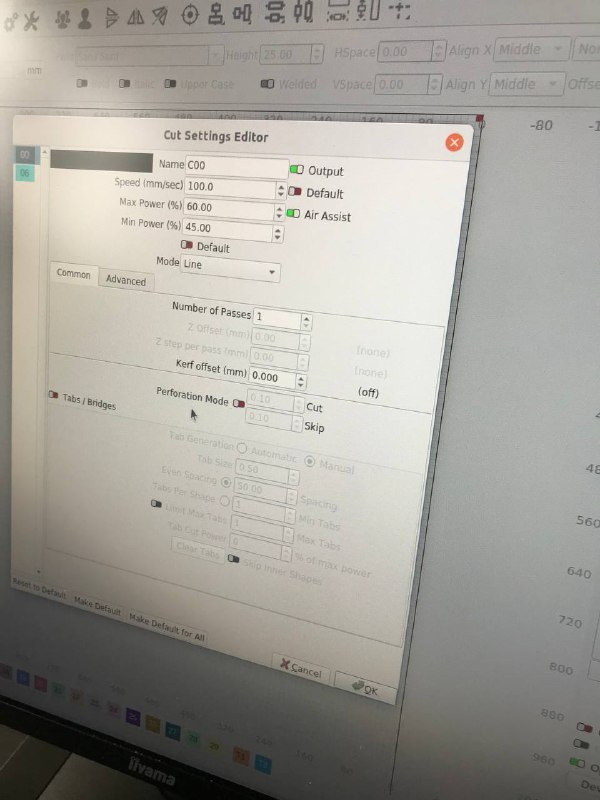 Height 25.00 HSpace 0.00 Align X Middle
mm Upper Case Welded VSpace 0.00 Align Y Middle Offse
-80
Cut Settings Editor
00
06
Name C00 Output
Speed (mm/sec) 100.0 Default
Max Power (%) 60.00 Air Assist
Min Power (%) 45.00
Default
Mode Line
Common Advanced
Number of Passes 1
Z Offset (mm) 0.00 (none)
Z step per pass (mm) 0.00 (none)
Kerf offset (mm) 0.000 (off)
Tabs / Bridges
Perforation Mode 0.10 Cut
0.10 Skip
Tab Generation Automatic Manual
Tab Size 0.50
Even Spacing 50.00 Spacing
Tabs Per Shape 1 Min Tabs
Limit Max Tabs 1 Max Tabs
Tab Cut Power 0 % of max power
Clear Tabs Skip Inner Shapes
Reset to Default Make Default Make Default for All
Cancel OK
560
640
720
800
880
960
iiyama